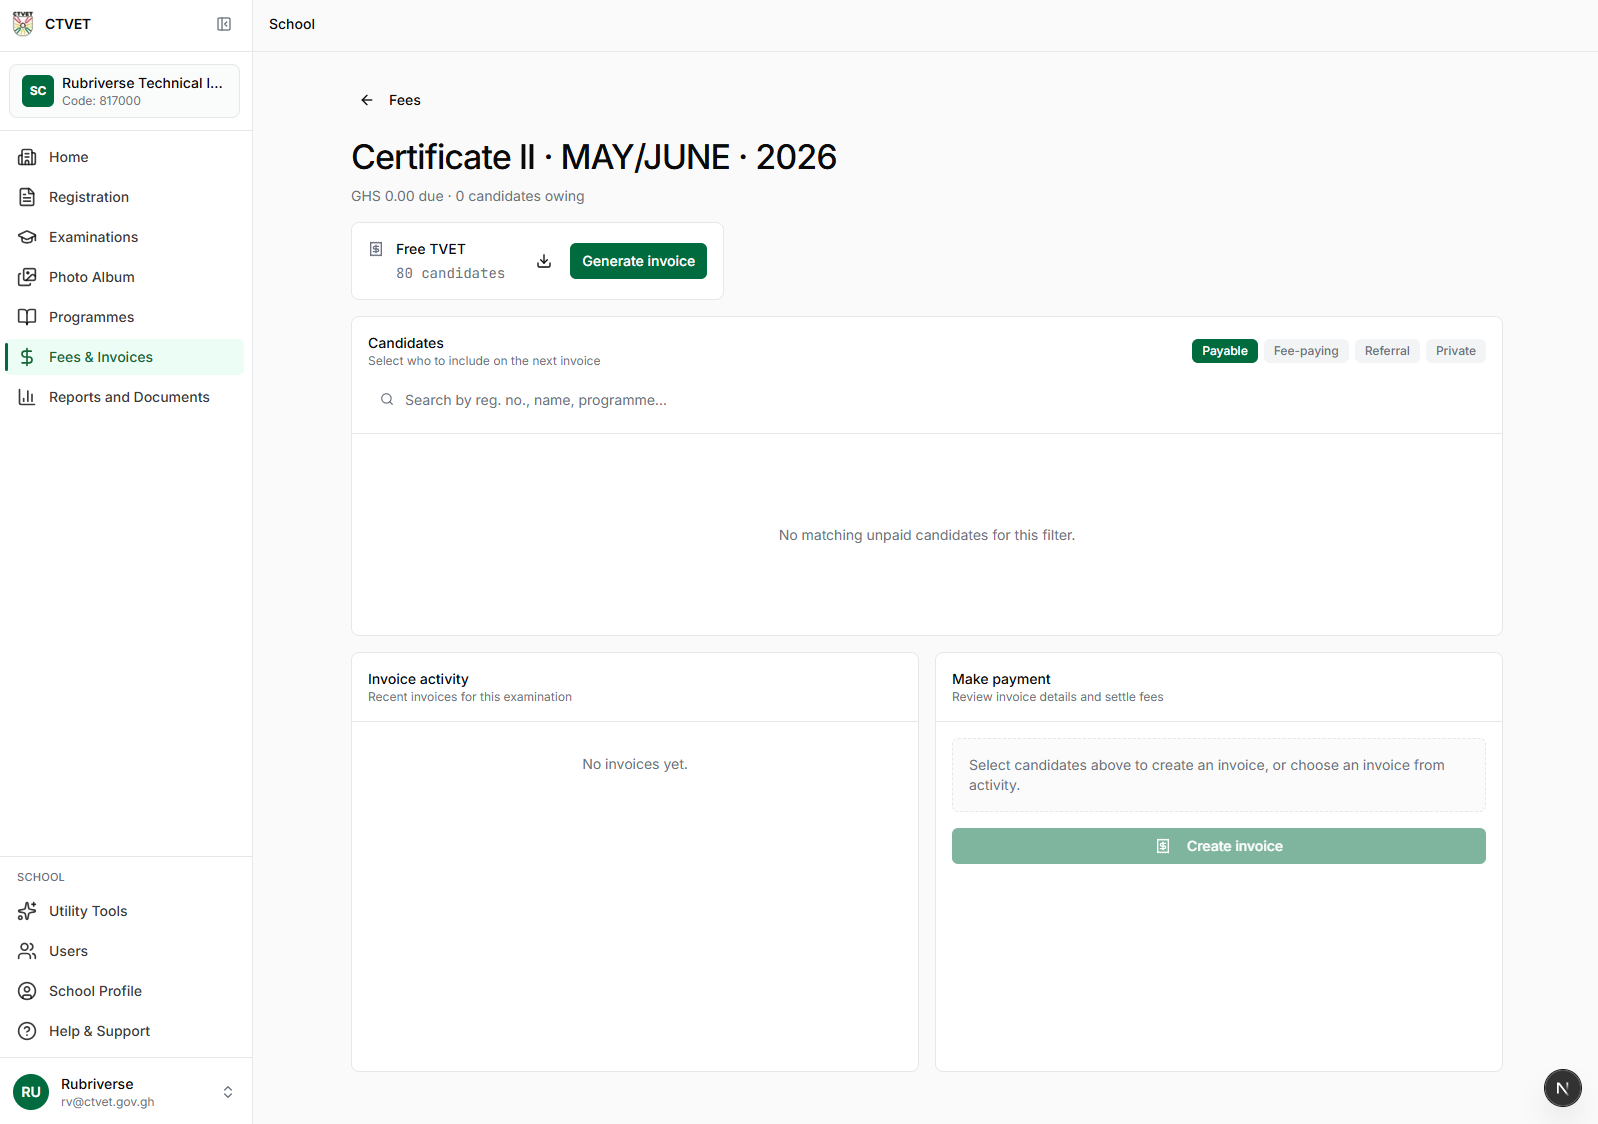 CTVET
School
SC
Rubriverse Technical I...
Code: 817000
Home
Registration
Examinations
Photo Album
Programmes
Fees & Invoices
Reports and Documents
SCHOOL
Utility Tools
Users
School Profile
Help & Support
RU
Rubriverse
rv@ctvet.gov.gh
Fees
Certificate II · MAY/JUNE · 2026
GHS 0.00 due · 0 candidates owing
Free TVET
80 candidates
Generate invoice
Candidates
Select who to include on the next invoice
Payable
Fee-paying
Referral
Private
Search by reg. no., name, programme...
No matching unpaid candidates for this filter.
Invoice activity
Recent invoices for this examination
No invoices yet.
Make payment
Review invoice details and settle fees
Select candidates above to create an invoice, or choose an invoice from
activity.
Create invoice
N